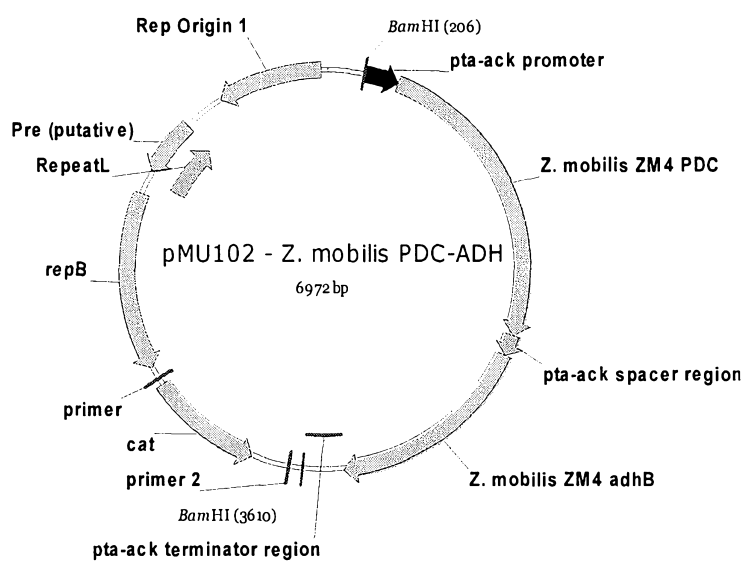 Rep Origin 1
BamHI (206)
pta-ack promoter
Pre (putative)
RepeatL
Z. mobilis ZM4 PDC
pMU102 - Z. mobilis PDC-ADH
6972 bp
repB
pta-ack spacer region
primer
cat
primer 2
Z. mobilis ZM4 adhB
BamHI (3610)
pta-ack terminator region